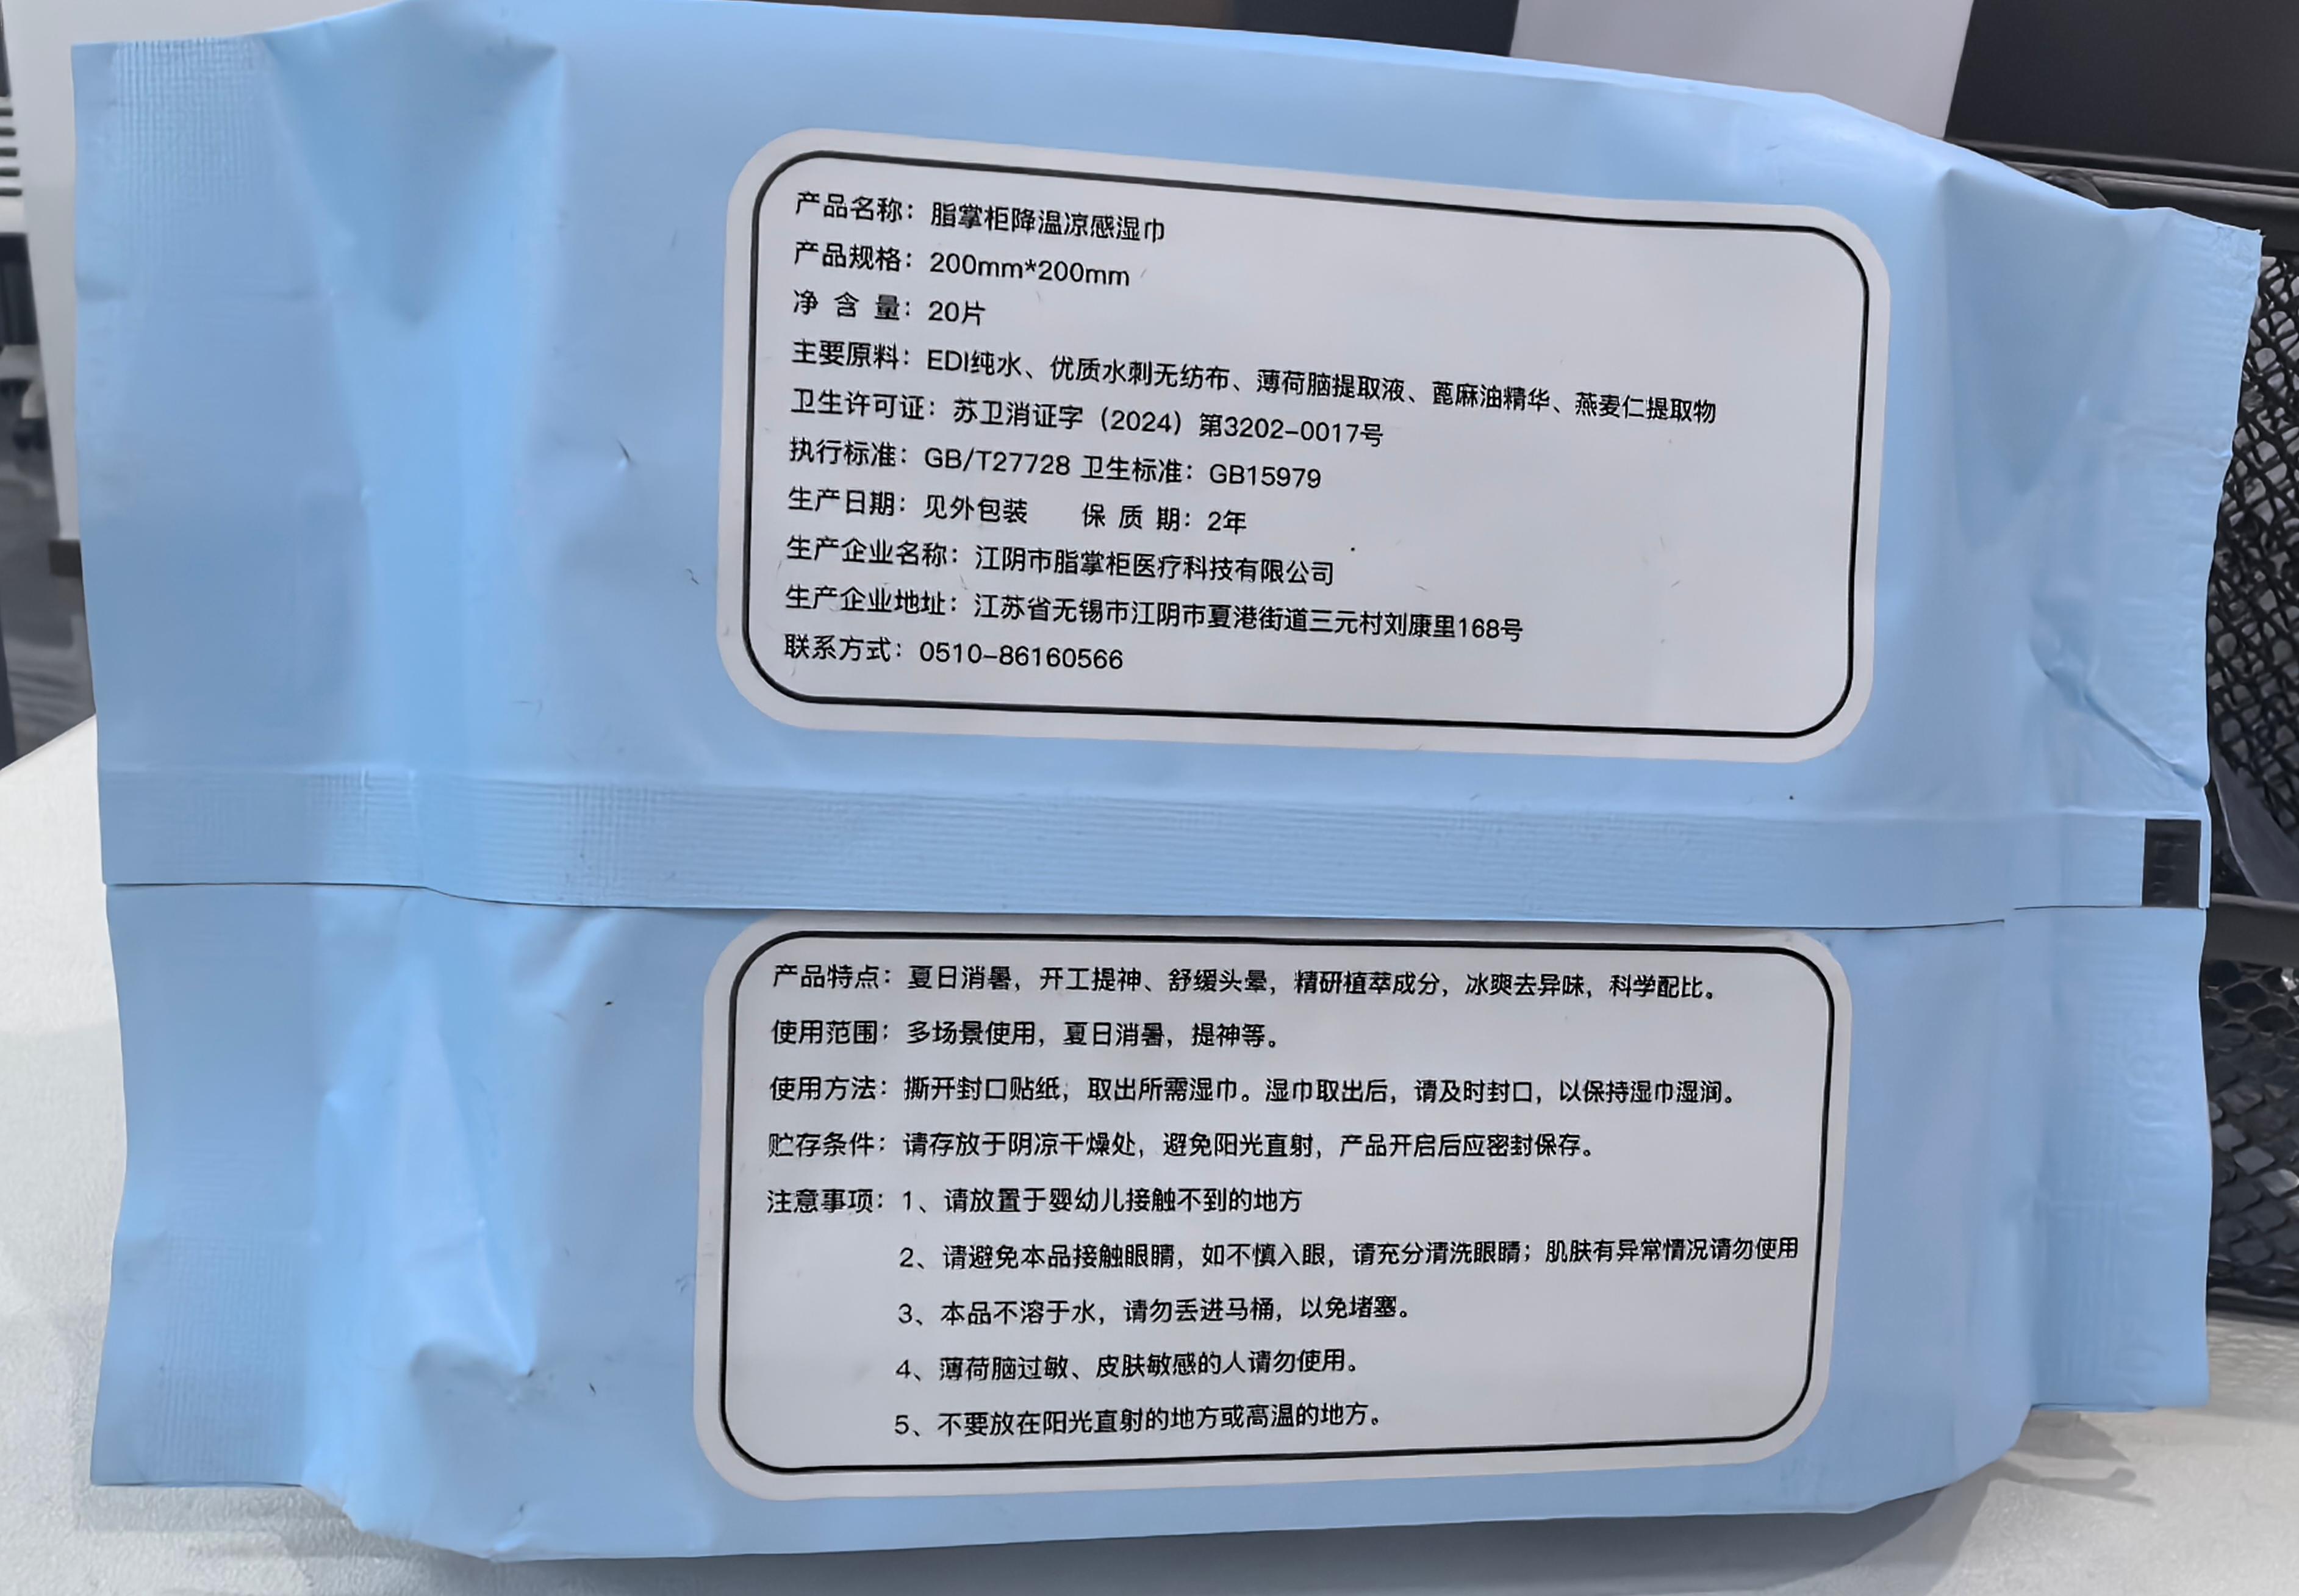 产品名称：脂掌柜降温凉感湿巾
产品规格：200mm*200mm
净 含 量：20片
主要原料：EDI纯水、优质水刺无纺布、薄荷脑提取液、蓖麻油精华、燕麦仁提取物
卫生许可证：苏卫消证字（2024）第3202-0017号
执行标准：GB/T27728 卫生标准：GB15979
生产日期：见外包装 保 质 期：2年
生产企业名称：江阴市脂掌柜医疗科技有限公司
生产企业地址：江苏省无锡市江阴市夏港街道三元村刘康里168号
联系方式：0510-86160566
产品特点：夏日消暑，开工提神、舒缓头晕，精研植萃成分，冰爽去异味，科学配比。
使用范围：多场景使用，夏日消暑，提神等。
使用方法：撕开封口贴纸，取出所需湿巾。湿巾取出后，请及时封口，以保持湿巾湿润。
贮存条件：请存放于阴凉干燥处，避免阳光直射，产品开启后应密封保存。
注意事项：1、请放置于婴幼儿接触不到的地方
2、请避免本品接触眼睛，如不慎入眼，请充分清洗眼睛；肌肤有异常情况请勿使用
3、本品不溶于水，请勿丢进马桶，以免堵塞。
4、薄荷脑过敏、皮肤敏感的人请勿使用。
5、不要放在阳光直射的地方或高温的地方。